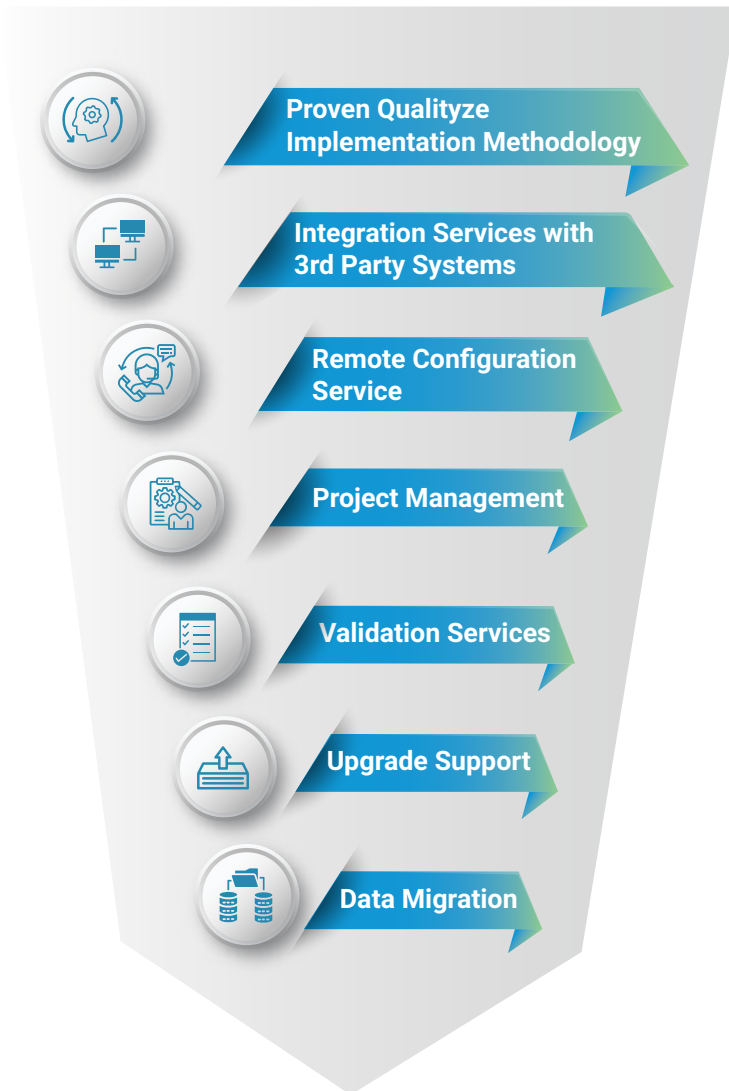 Proven Qualityze
Implementation Methodology
Integration Services with
3rd Party Systems
Remote Configuration
Service
Project Management
Validation Services
Upgrade Support
Data Migration